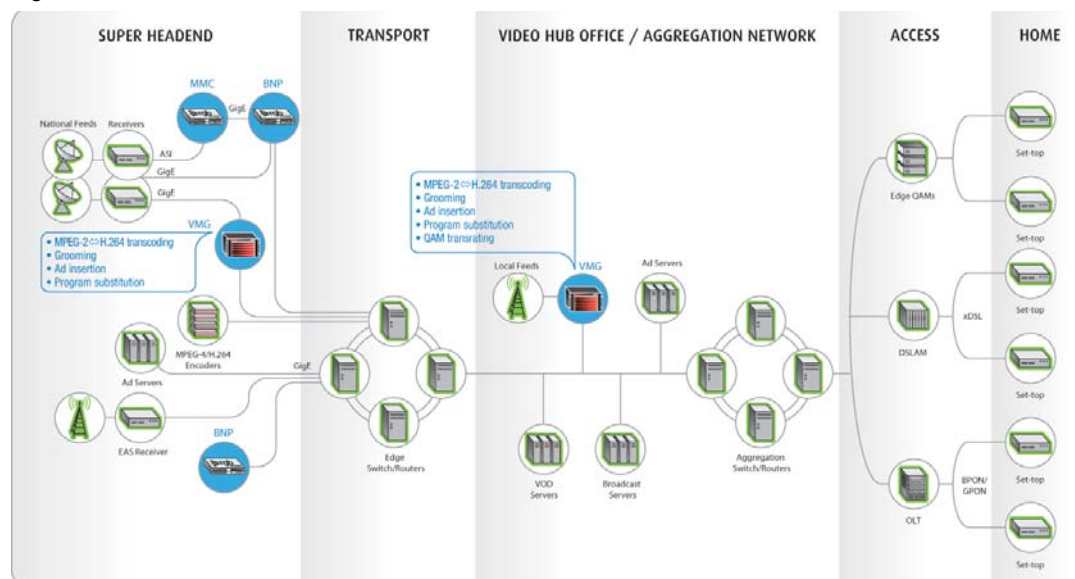 SUPER HEADEND
TRANSPORT
VIDEO HUB OFFICE / AGGREGATION NETWORK
ACCESS
HOME
MMC
BNP
GigE
National Feeds
Receivers
ASI
GigE
GigE
VMG
• MPEG-2⇔H.264 transcoding
• Grooming
• Ad insertion
• Program substitution
MPEG-4/H.264
Encoders
Ad Servers
GigE
EAS Receiver
BNP
Edge
Switch/Routers
• MPEG-2⇔H.264 transcoding
• Grooming
• Ad insertion
• Program substitution
• QAM transrating
Local Feeds
VMG
Ad Servers
VOD
Servers
Broadcast
Servers
Aggregation
Switch/Routers
Edge QAMs
DSLAM
xDSL
OLT
BPON/
GPON
Set-top
Set-top
Set-top
Set-top
Set-top
Set-top